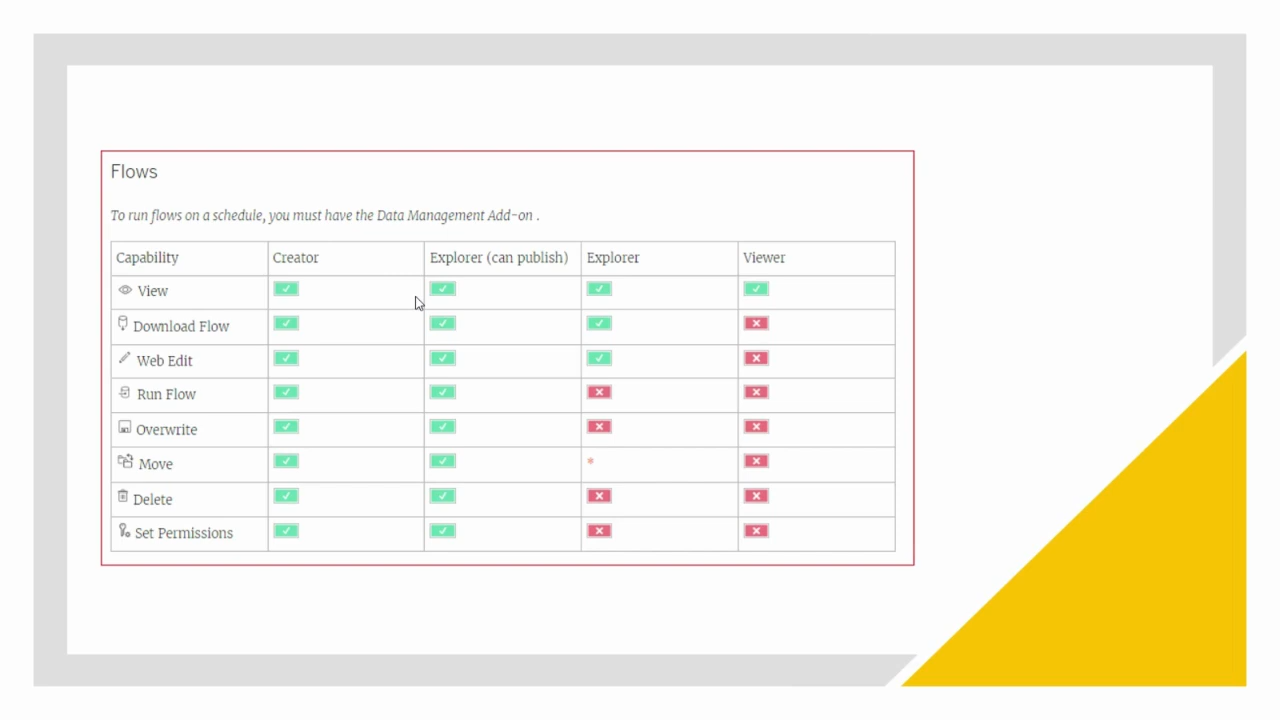 Flows
To run flows on a schedule, you must have the Data Management Add-on .
Capability Creator Explorer (can publish) Explorer Viewer
View
Download Flow
Web Edit
Run Flow
Overwrite
Move *
Delete
Set Permissions